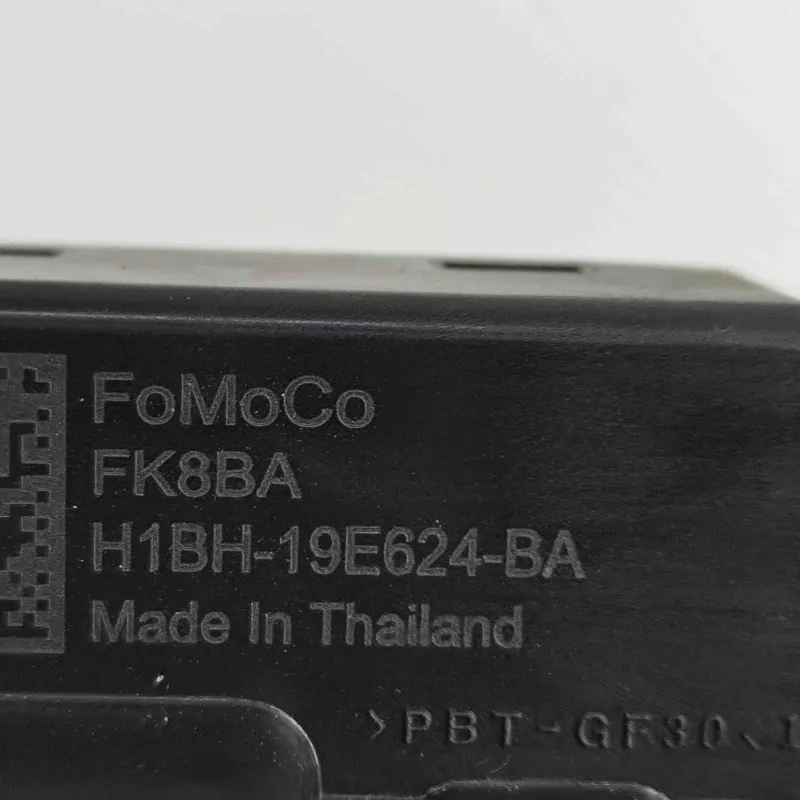 FoMoCo
FK8BA
H1BH-19E624-BA
Made In Thailand
>PBT-GF30<